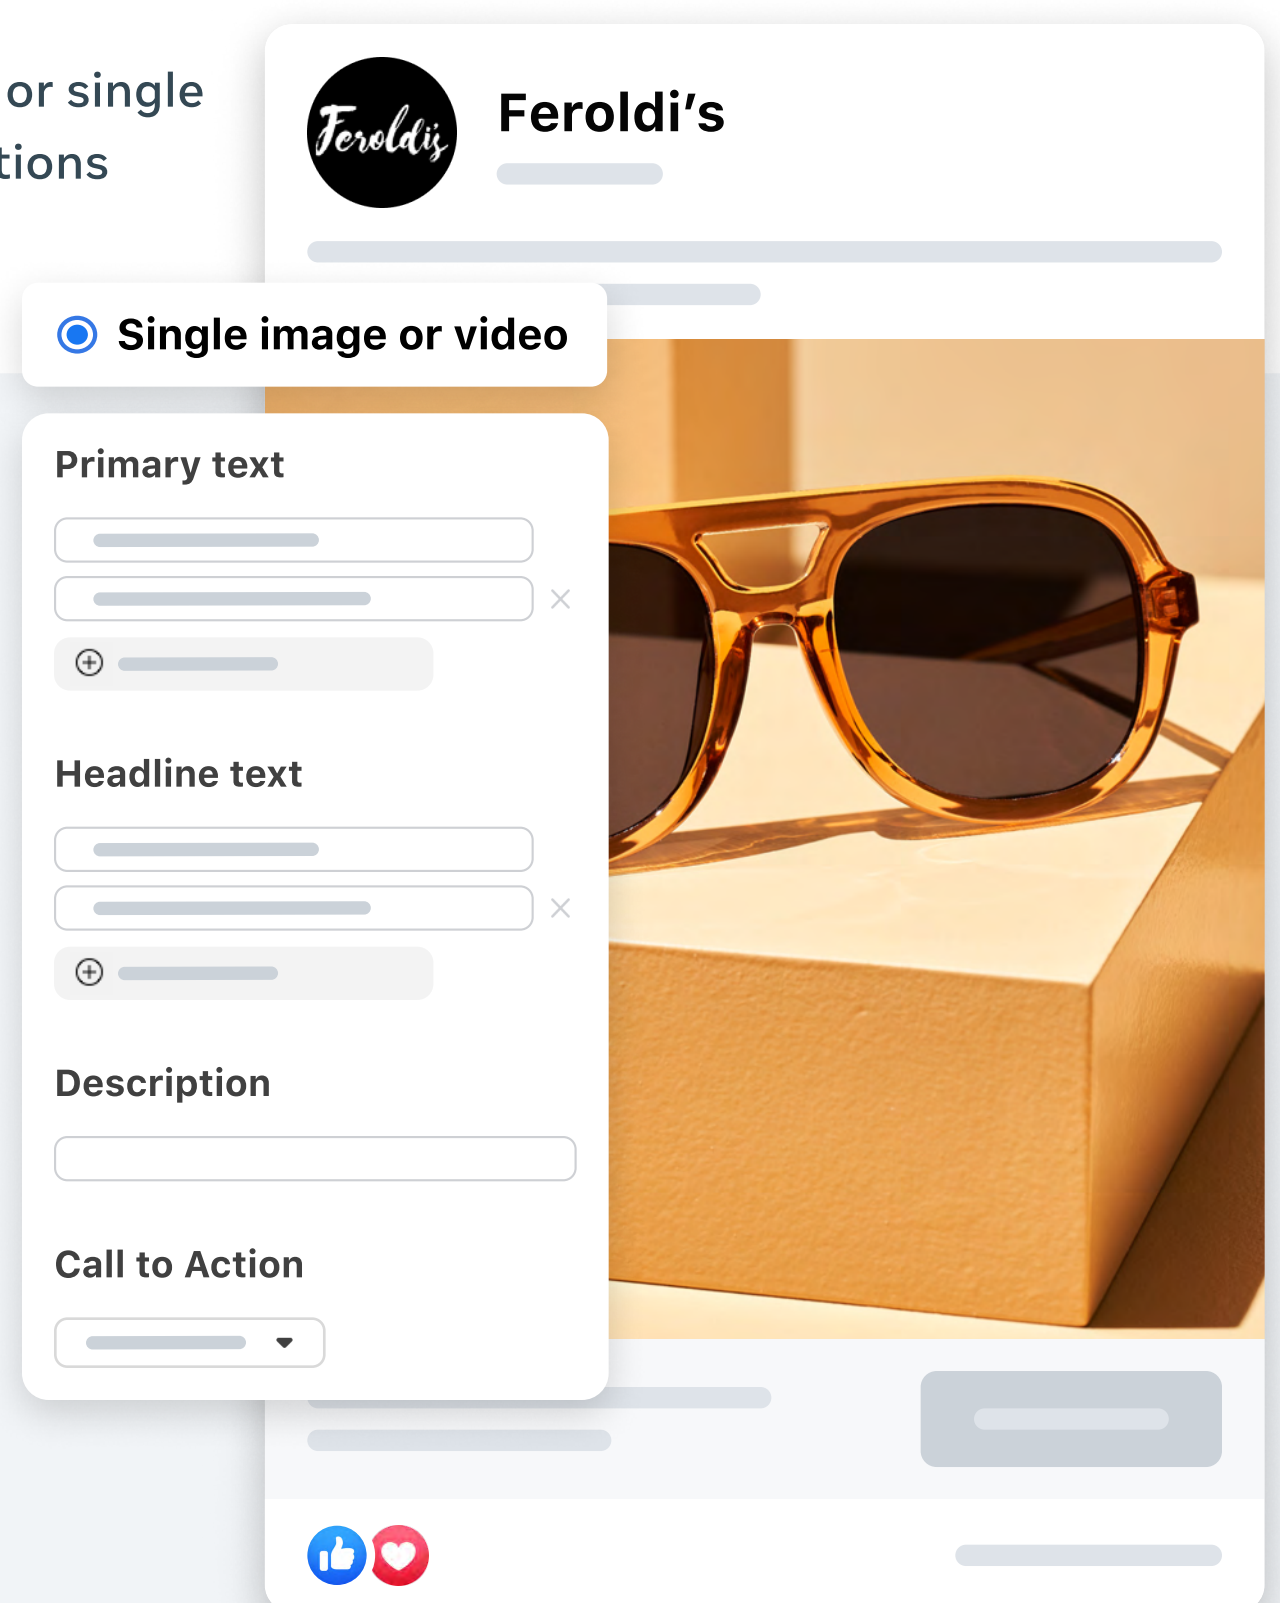 or single
tions
Feroldi's
Feroldi’s
Single image or video
Primary text
Headline text
Description
Call to Action